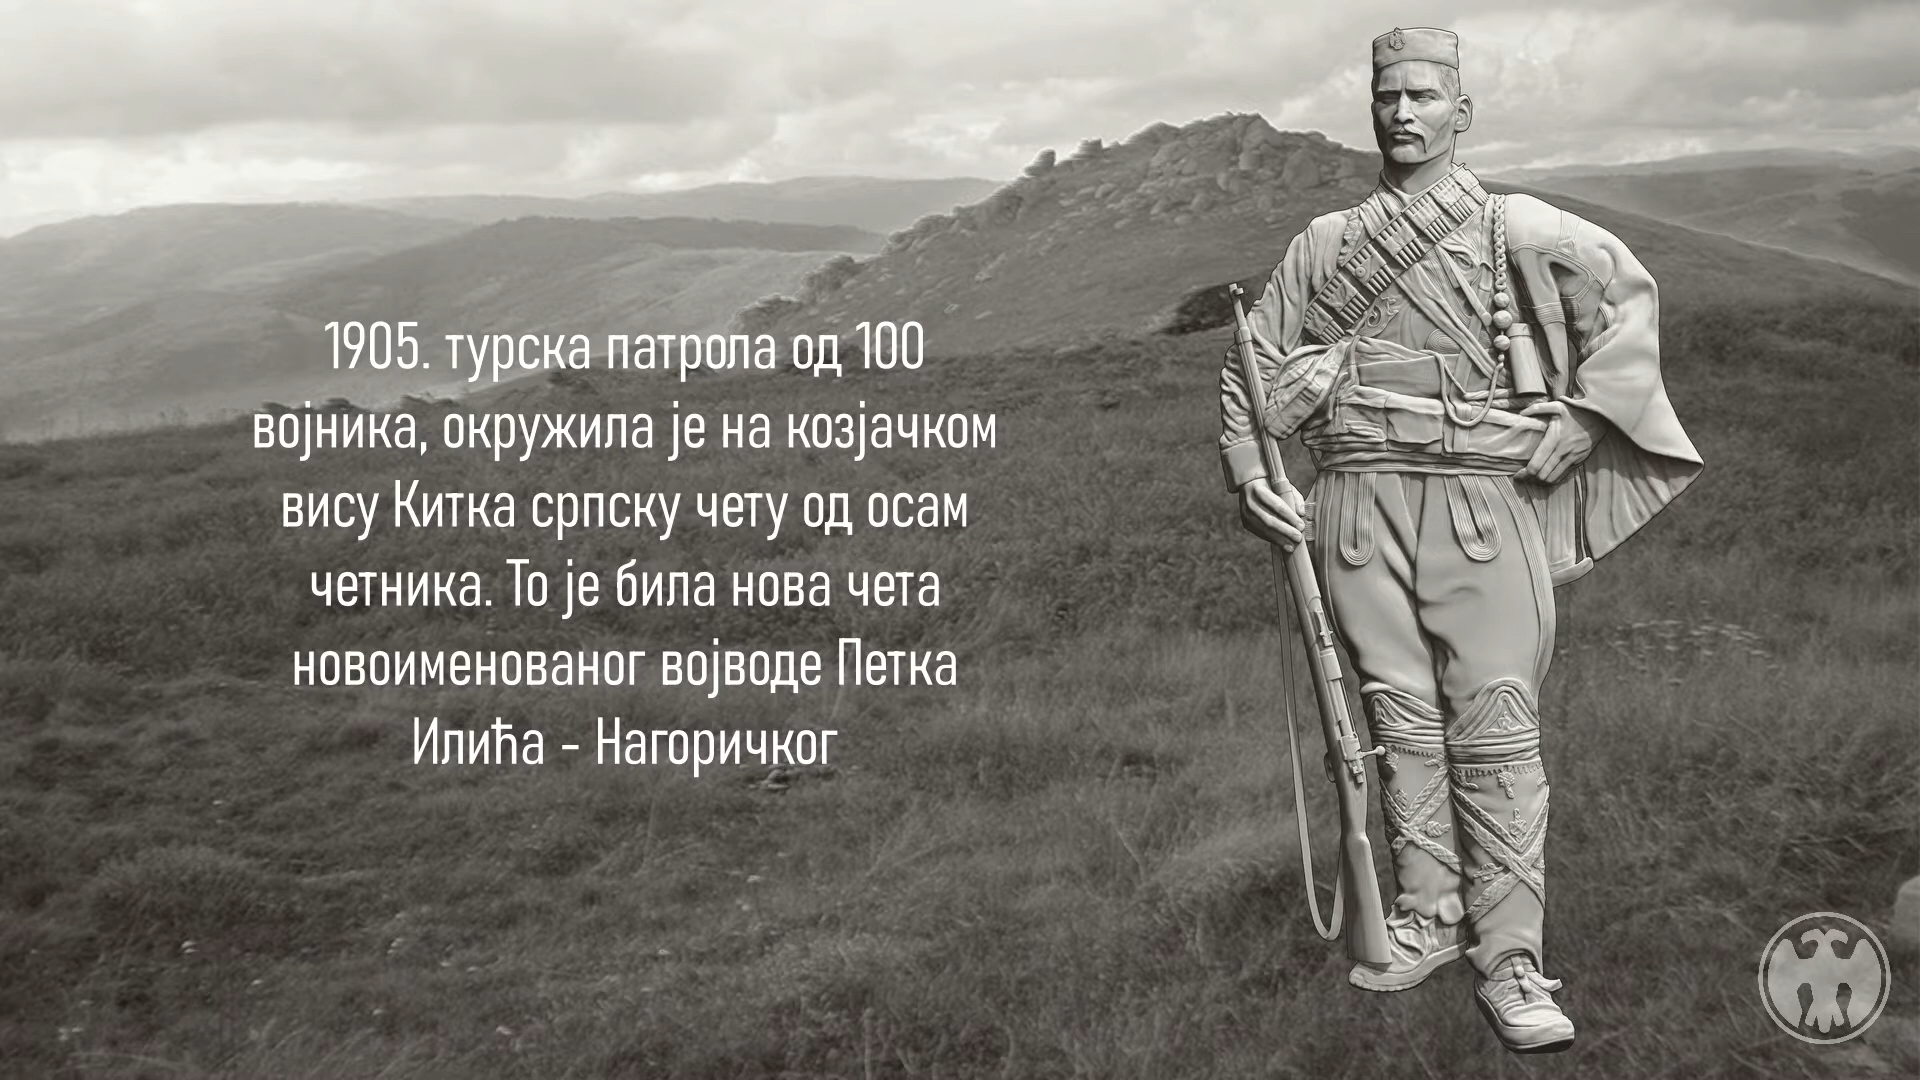 1905. турска патрола од 100
војника, окружила је на козјачком
вису Китка српску чету од осам
четника. То је била нова чета
новоименованог војводе Петка
Илића - Нагоричког